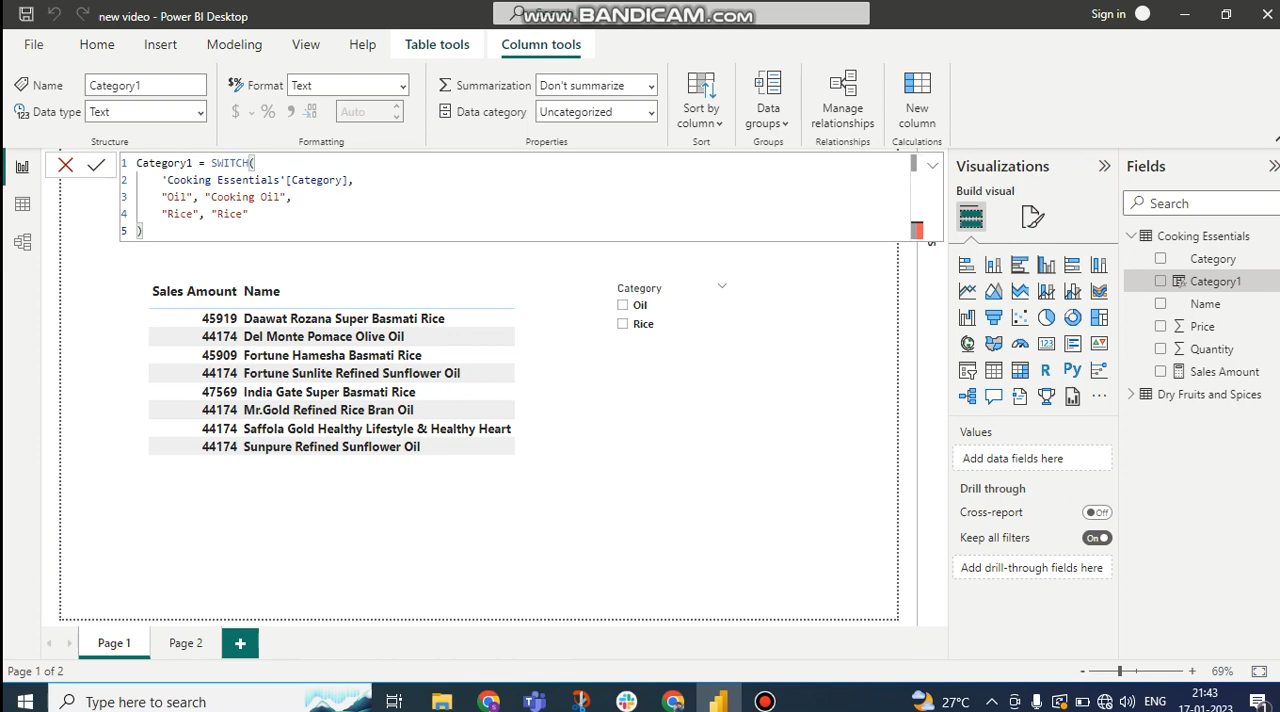 new video - Power BI Desktop
www.BANDICAM.com
Sign in
File Home Insert Modeling View Help Table tools Column tools
Name Category1
Data type Text
Structure
Format Text
$ % 9 Auto
Formatting
Summarization Don't summarize
Data category Uncategorized
Properties
Sort by
column
Sort
Data
groups
Groups
Manage
relationships
Relationships
New
column
Calculations
1 Category1 = SWITCH(
2 'Cooking Essentials'[Category],
3 "Oil", "Cooking Oil",
4 "Rice", "Rice"
5 )
Sales Amount Name
45919 Daawat Rozana Super Basmati Rice
44174 Del Monte Pomace Olive Oil
45909 Fortune Hamesha Basmati Rice
44174 Fortune Sunlite Refined Sunflower Oil
47569 India Gate Super Basmati Rice
44174 Mr.Gold Refined Rice Bran Oil
44174 Saffola Gold Healthy Lifestyle & Healthy Heart
44174 Sunpure Refined Sunflower Oil
Category
Oil
Rice
Visualizations
Build visual
123
R
Py
Values
Add data fields here
Drill through
Cross-report Off
Keep all filters On
Add drill-through fields here
Fields
Search
Cooking Essentials
Category
Category1
Name
Price
Quantity
Sales Amount
Dry Fruits and Spices
Page 1 Page 2 +
Page 1 of 2
- + 69%
Type here to search
27°C
ENG
21:43
17-01-2023